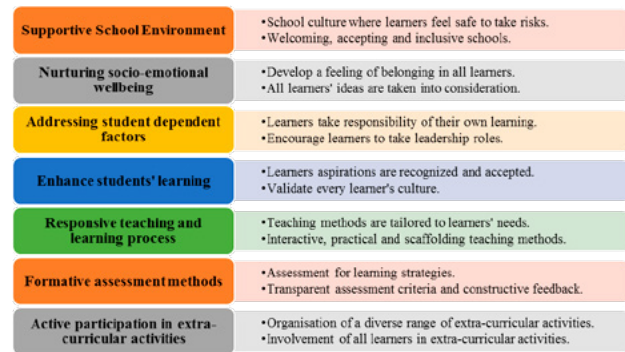 Supportive School Environment
•School culture where learners feel safe to take risks.
•Welcoming, accepting and inclusive schools.
Nurturing socio-emotional
wellbeing
•Develop a feeling of belonging in all learners.
•All learners' ideas are taken into consideration.
Addressing student dependent
factors
•Learners take responsibility of their own learning.
•Encourage learners to take leadership roles.
Enhance students' learning
•Learners aspirations are recognized and accepted.
•Validate every learner's culture.
Responsive teaching and
learning process
•Teaching methods are tailored to learners' needs.
•Interactive, practical and scaffolding teaching methods.
Formative assessment methods
•Assessment for learning strategies.
•Transparent assessment criteria and constructive feedback.
Active participation in extra-
curricular activities
•Organisation of a diverse range of extra-curricular activities.
•Involvement of all learners in extra-curricular activities.